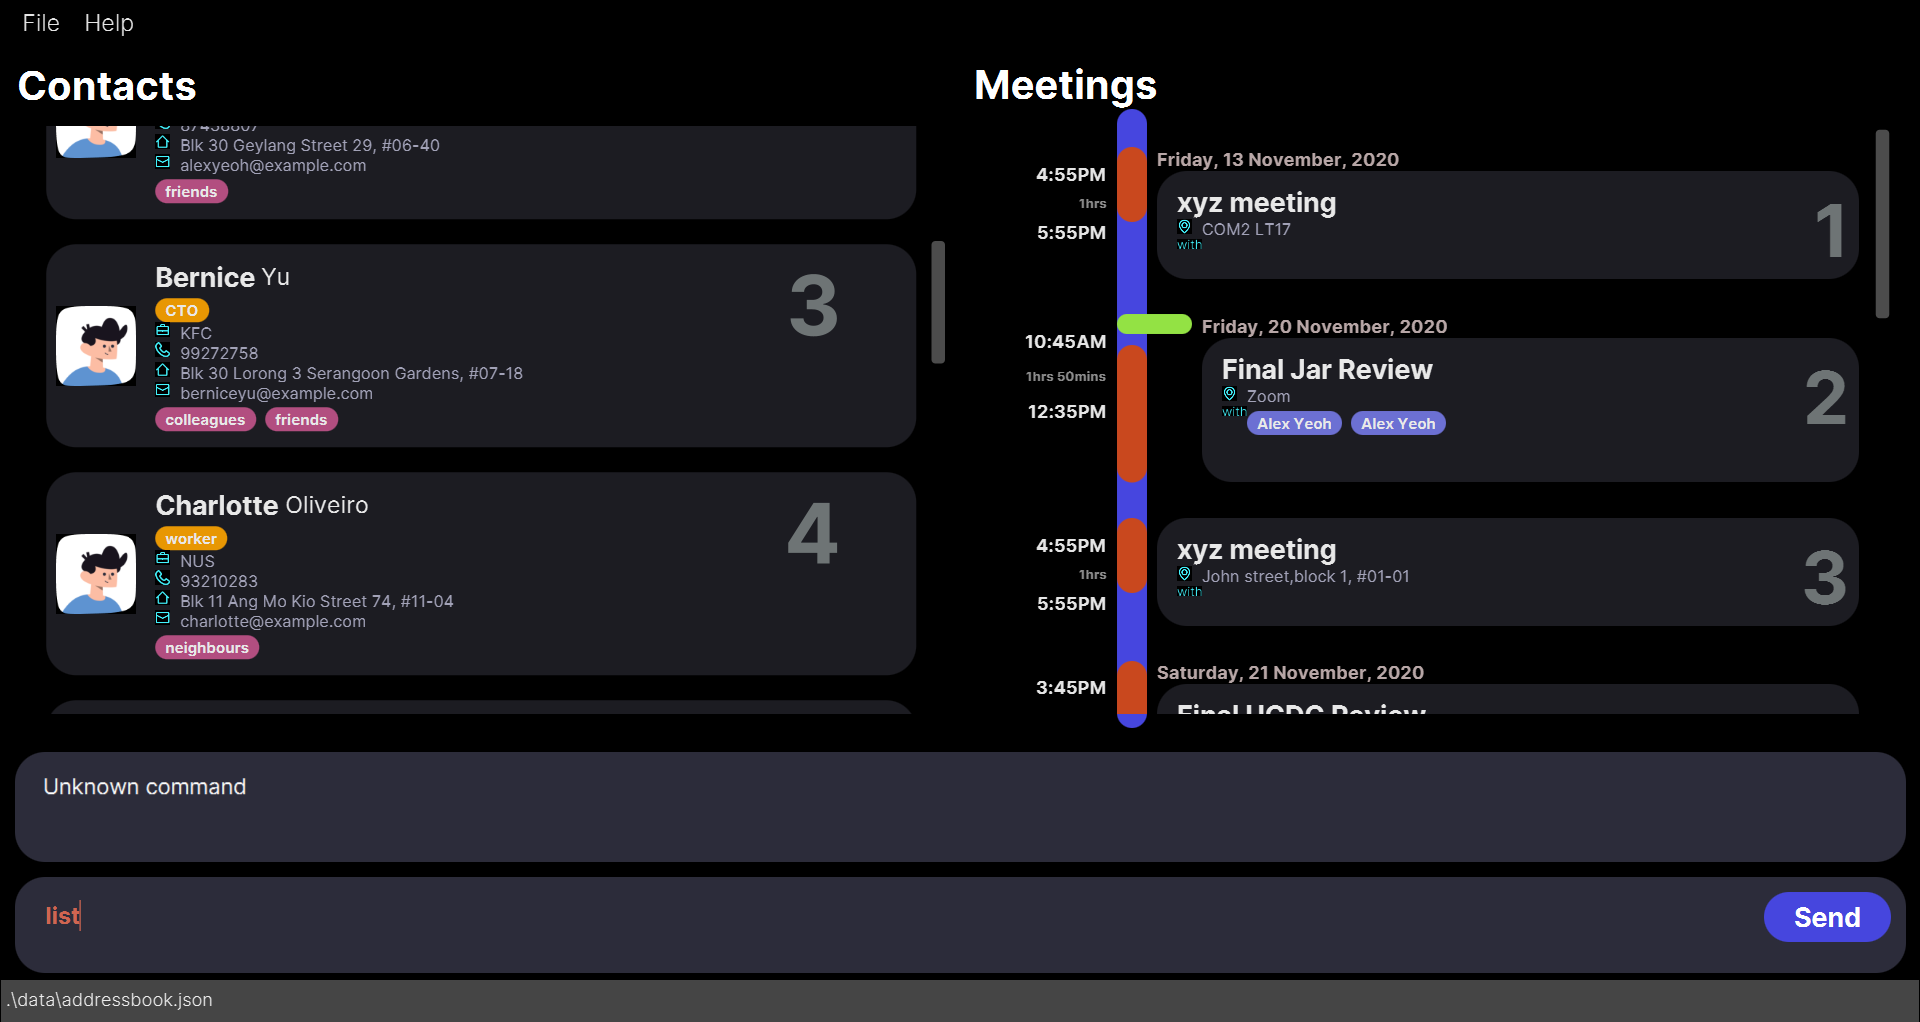 File Help
Contacts
Blk 30 Geylang Street 29, #06-40
alexyeoh@example.com
friends
Bernice Yu
3
CTO
KFC
99272758
Blk 30 Lorong 3 Serangoon Gardens, #07-18
berniceyu@example.com
colleagues friends
Charlotte Oliveiro
4
worker
NUS
93210283
Blk 11 Ang Mo Kio Street 74, #11-04
charlotte@example.com
neighbours
Meetings
Friday, 13 November, 2020
4:55PM
1hrs
5:55PM
xyz meeting
COM2 LT17
with
1
Friday, 20 November, 2020
10:45AM
1hrs 50mins
12:35PM
Final Jar Review
Zoom
with Alex Yeoh Alex Yeoh
2
4:55PM
1hrs
5:55PM
xyz meeting
John street,block 1, #01-01
with
3
Saturday, 21 November, 2020
3:45PM
Final UGDG Review
Unknown command
list
Send
.\data\addressbook.json